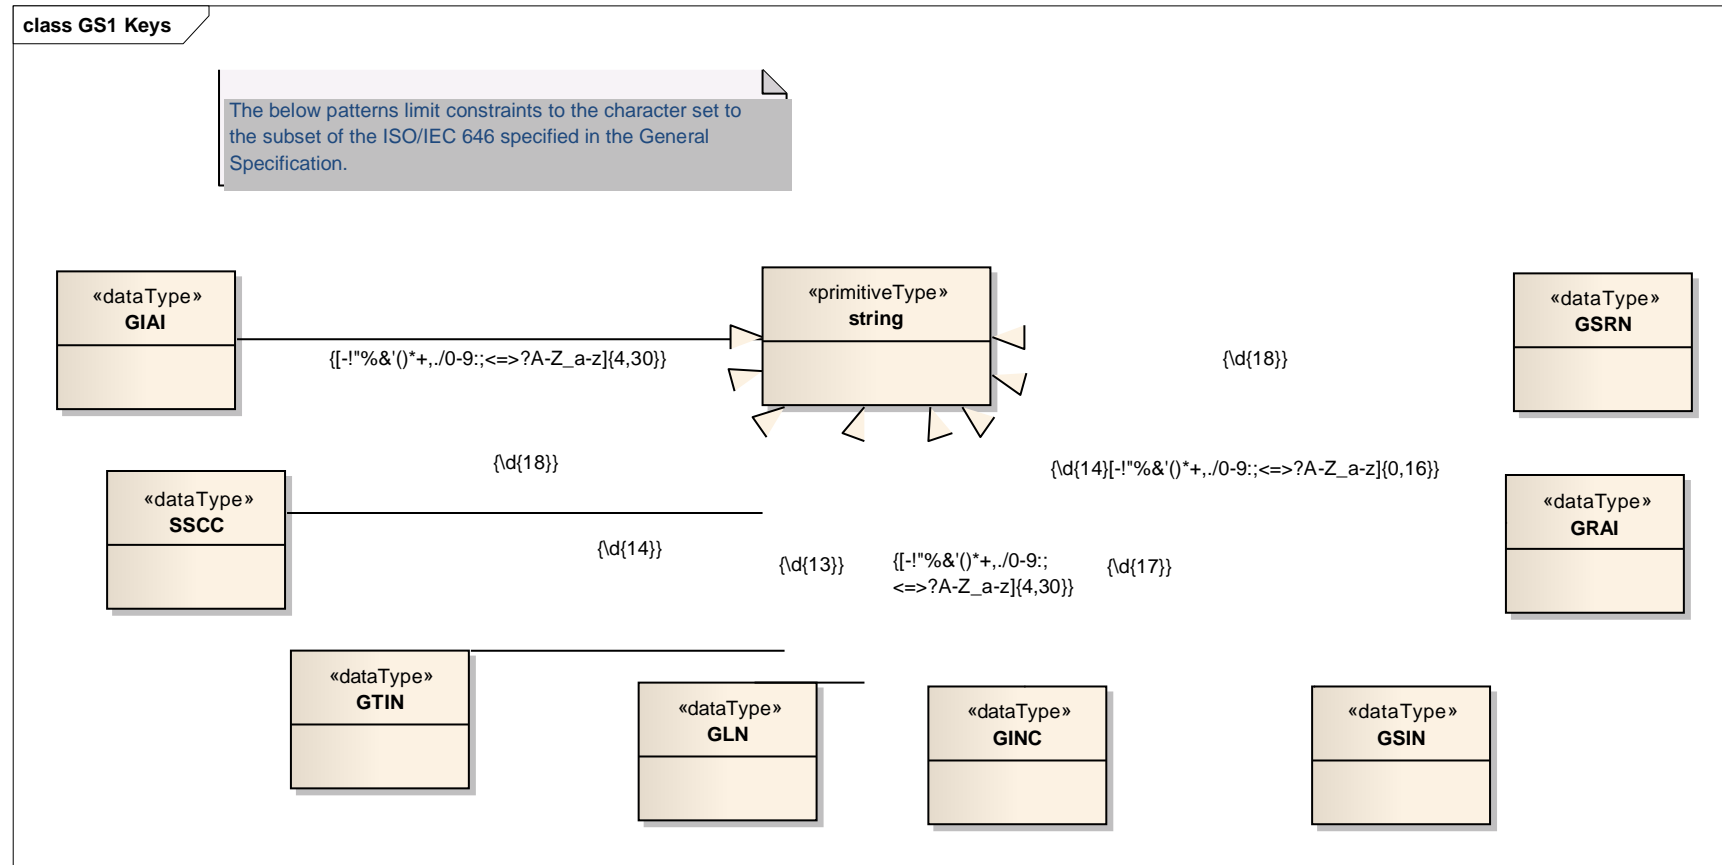 class GS1 Keys
The below patterns limit constraints to the character set to
the subset of the ISO/IEC 646 specified in the General
Specification.
«dataType»
GIAI
{[-!"%&'()*+,./0-9:;<=>?A-Z_a-z]{4,30}}
«primitiveType»
string
{\d{18}}
«dataType»
GSRN
{\d{18}}
{\d{14}[-!"%&'()*+,./0-9:;<=>?A-Z_a-z]{0,16}}
«dataType»
SSCC
«dataType»
GRAI
{\d{14}}
{\d{13}}
{[-!"%&'()*+,./0-9:;
<=>?A-Z_a-z]{4,30}}
{\d{17}}
«dataType»
GTIN
«dataType»
GLN
«dataType»
GINC
«dataType»
GSIN